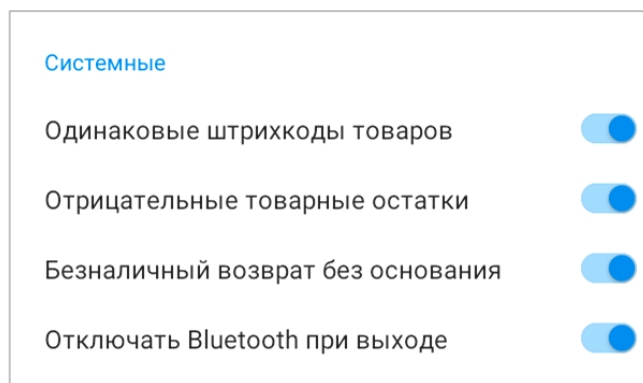 Системные
Одинаковые штрихкоды товаров
Отрицательные товарные остатки
Безналичный возврат без основания
Отключать Bluetooth при выходе